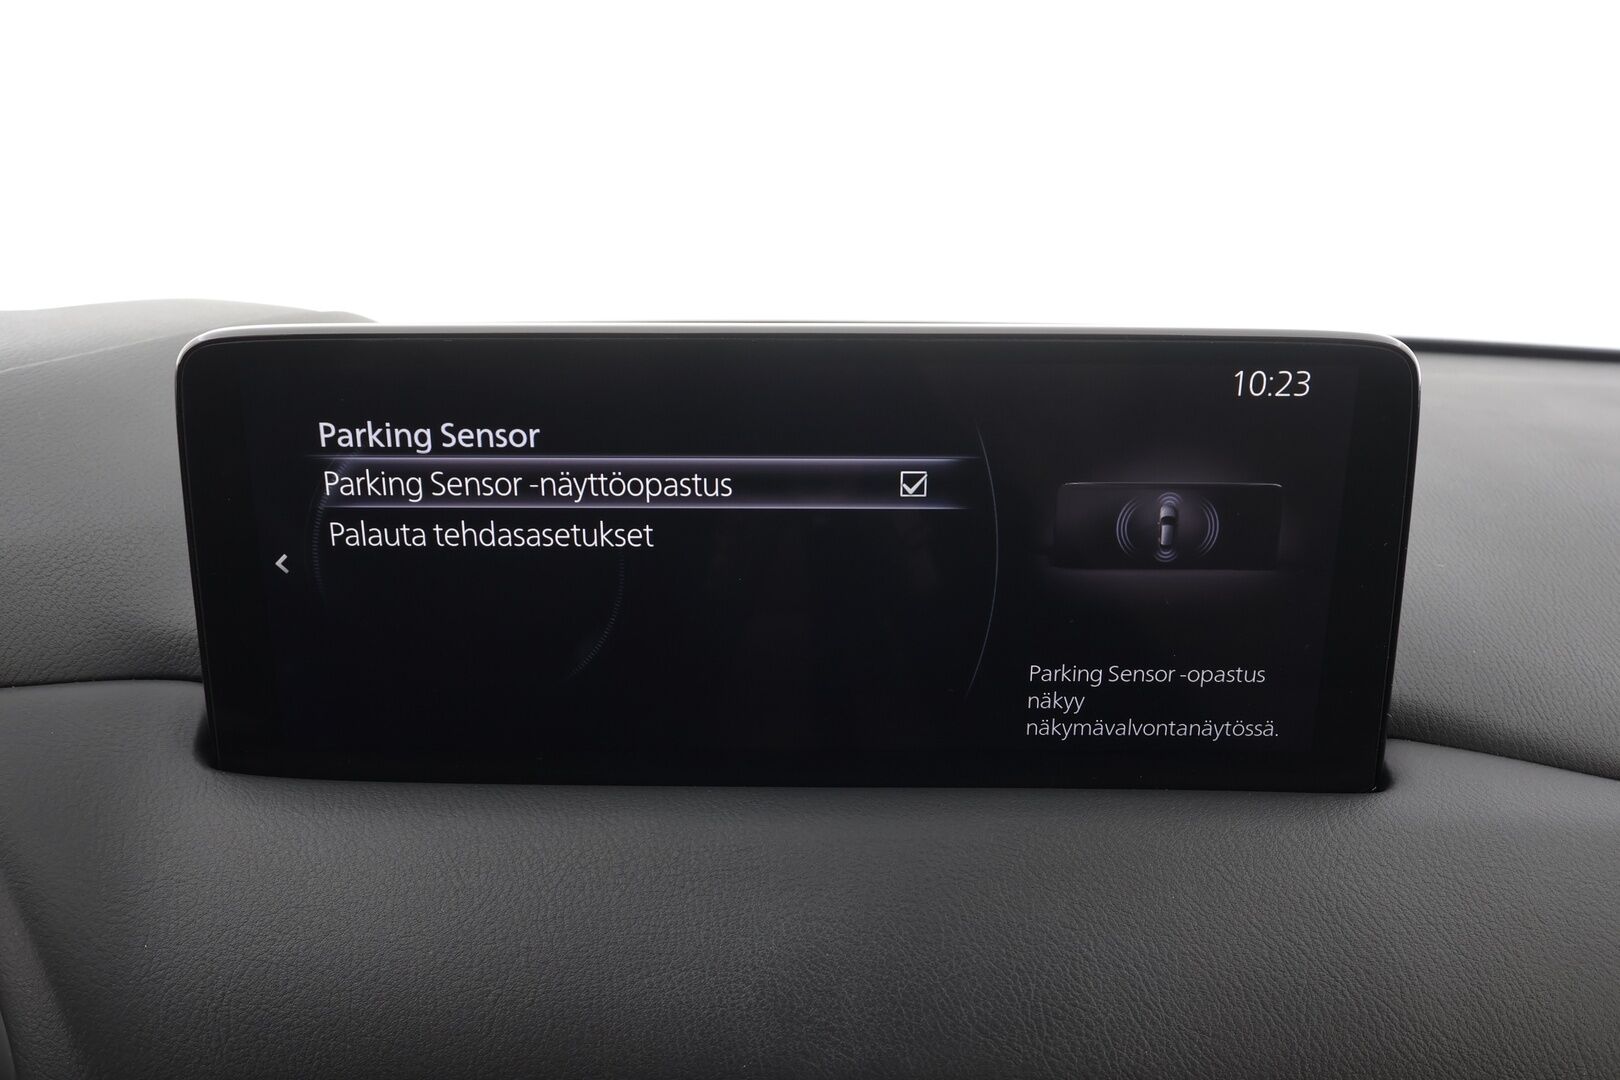 10:23
Parking Sensor
Parking Sensor -näyttöopastus
Palauta tehdasasetukset
Parking Sensor -opastus
näkyy
näkymävalvontanäytössä.